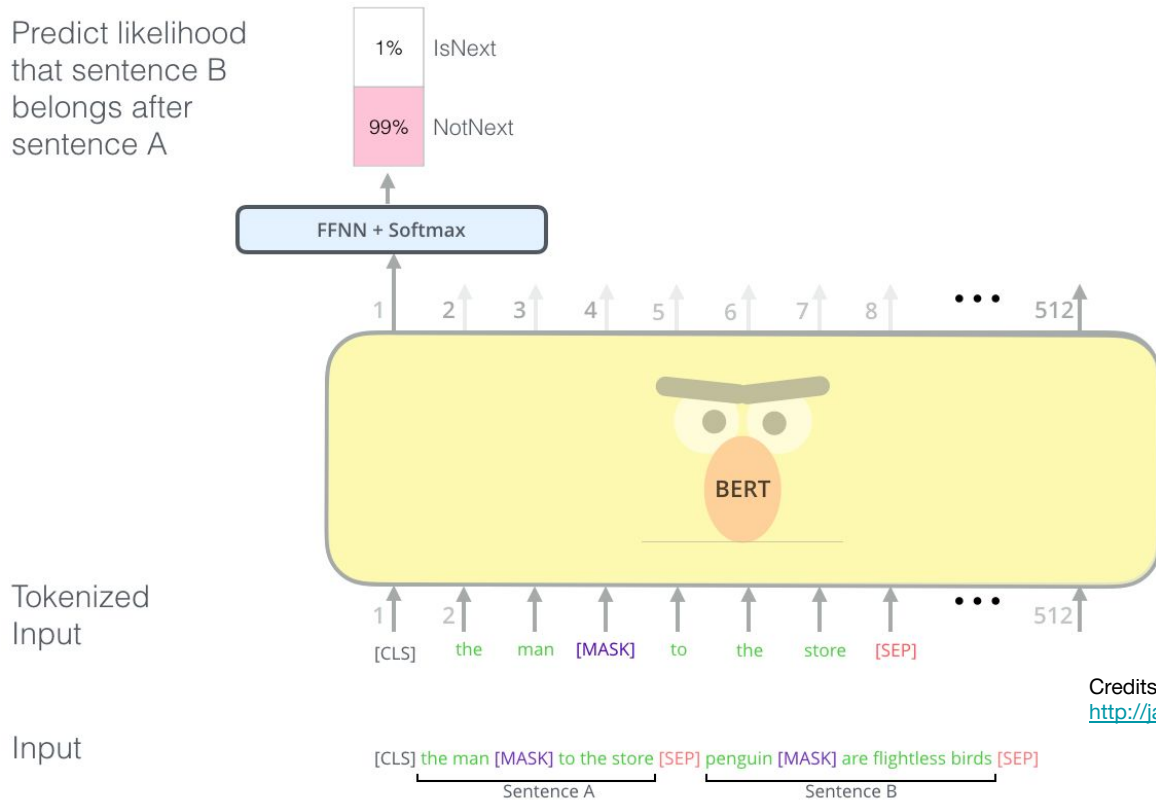 Predict likelihood
that sentence B
belongs after
sentence A
1% IsNext
99% NotNext
FFNN + Softmax
1 2 3 4 5 6 7 8 ••• 512
BERT
Tokenized
Input
1 2 ••• 512
[CLS] the man [MASK] to the store [SEP]
Credits
http://ja
Input
[CLS] the man [MASK] to the store [SEP] penguin [MASK] are flightless birds [SEP]
Sentence A Sentence B